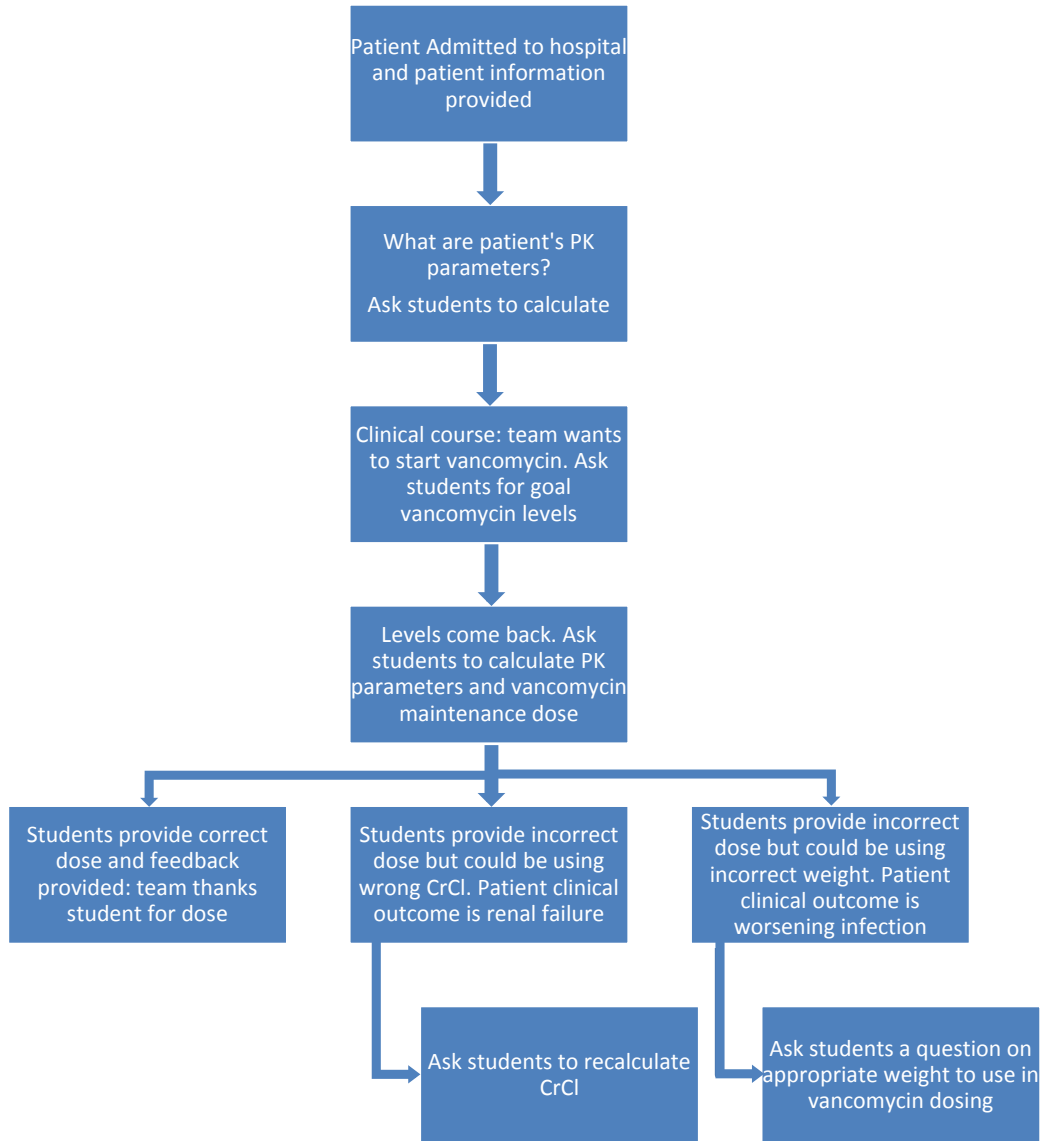 Patient Admitted to hospital
and patient information
provided
What are patient's PK
parameters?
Ask students to calculate
Clinical course: team wants
to start vancomycin. Ask
students for goal
vancomycin levels
Levels come back. Ask
students to calculate PK
parameters and vancomycin
maintenance dose
Students provide correct
dose and feedback
provided: team thanks
student for dose
Students provide incorrect
dose but could be using
wrong CrCl. Patient clinical
outcome is renal failure
Students provide incorrect
dose but could be using
incorrect weight. Patient
clinical outcome is
worsening infection
Ask students to recalculate
CrCl
Ask students a question on
appropriate weight to use in
vancomycin dosing